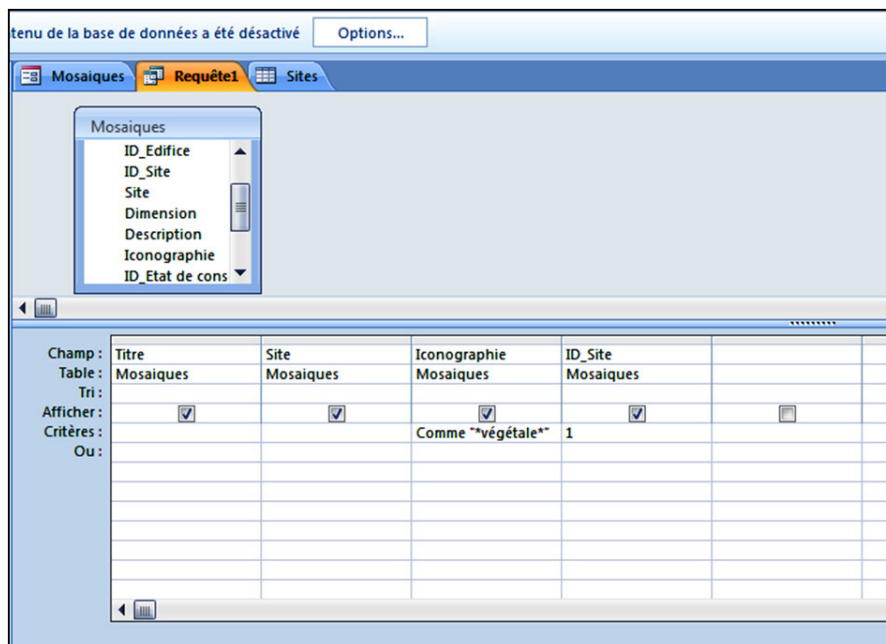 tenu de la base de données a été désactivé Options...
Mosaiques Requête1 Sites
Mosaiques
ID_Edifice
ID_Site
Site
Dimension
Description
Iconographie
ID_Etat de cons
Champ : Titre Site Iconographie ID_Site
Table : Mosaiques Mosaiques Mosaiques Mosaiques
Tri :
Afficher :
Critères : Comme "*végétale*" 1
Ou :